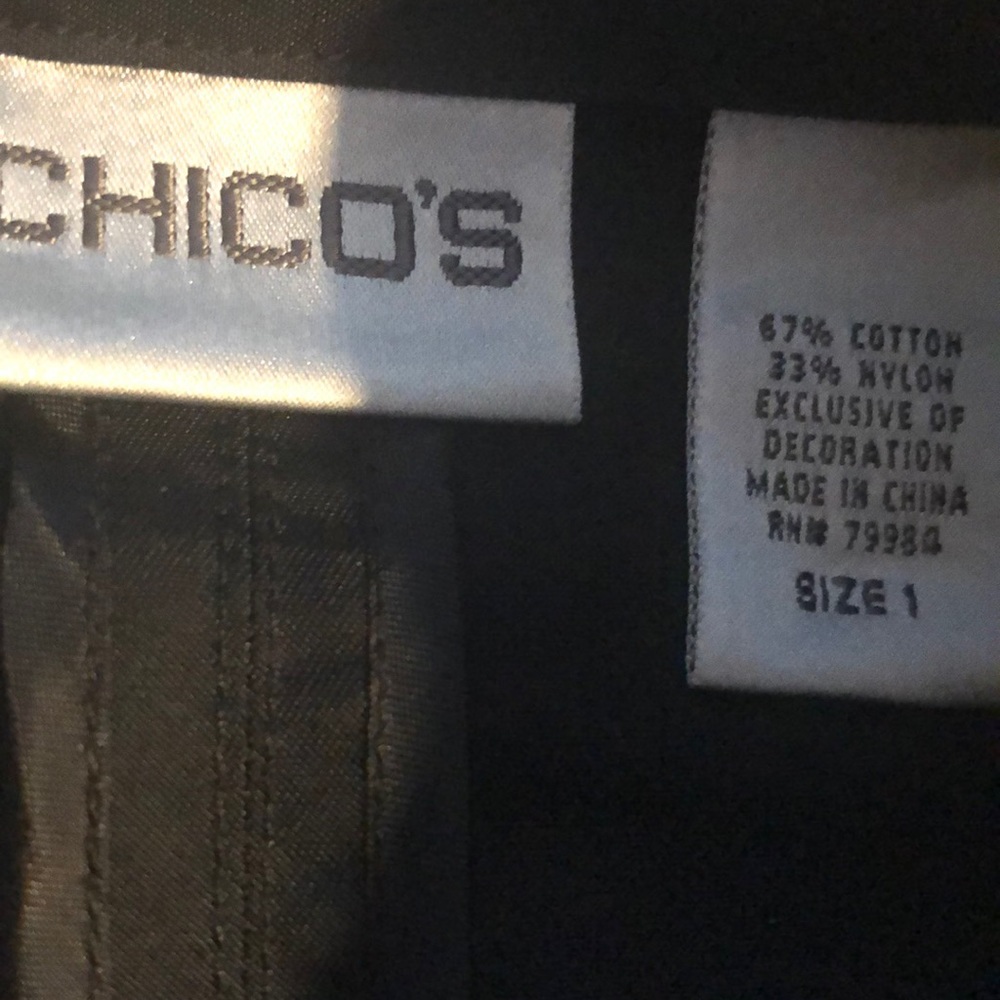 CHICO'S
67% COTTON
33% NYLON
EXCLUSIVE OF
DECORATION
MADE IN CHINA
RN# 79984
SIZE 1